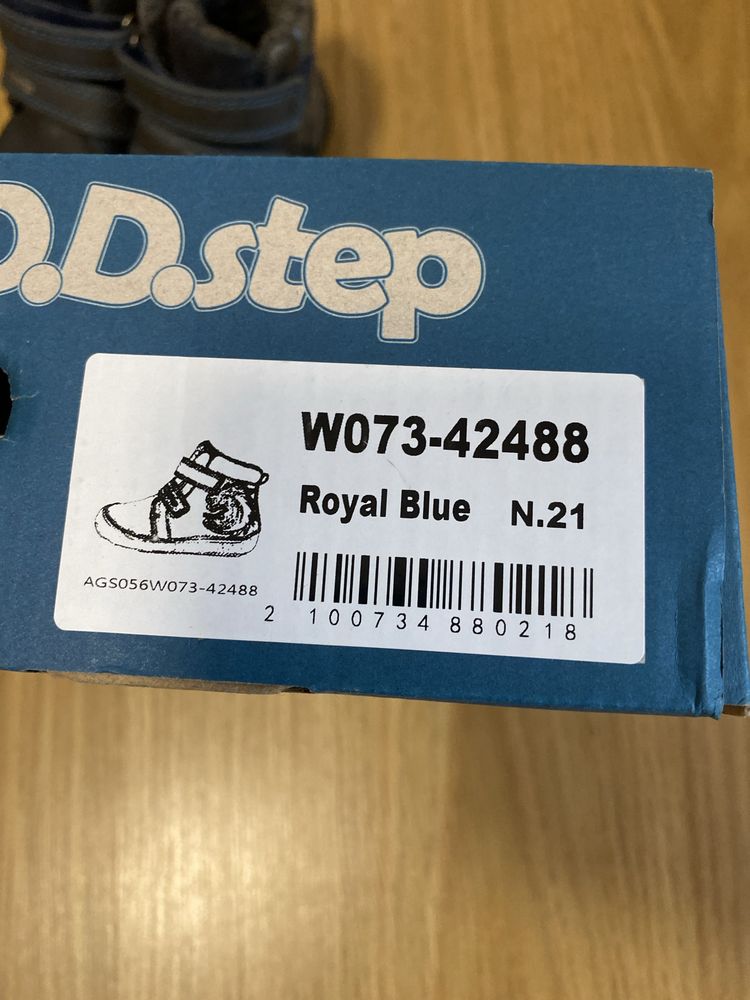 D.D.step
W073-42488
Royal Blue N.21
AGS056W073-42488
2 100734 880218